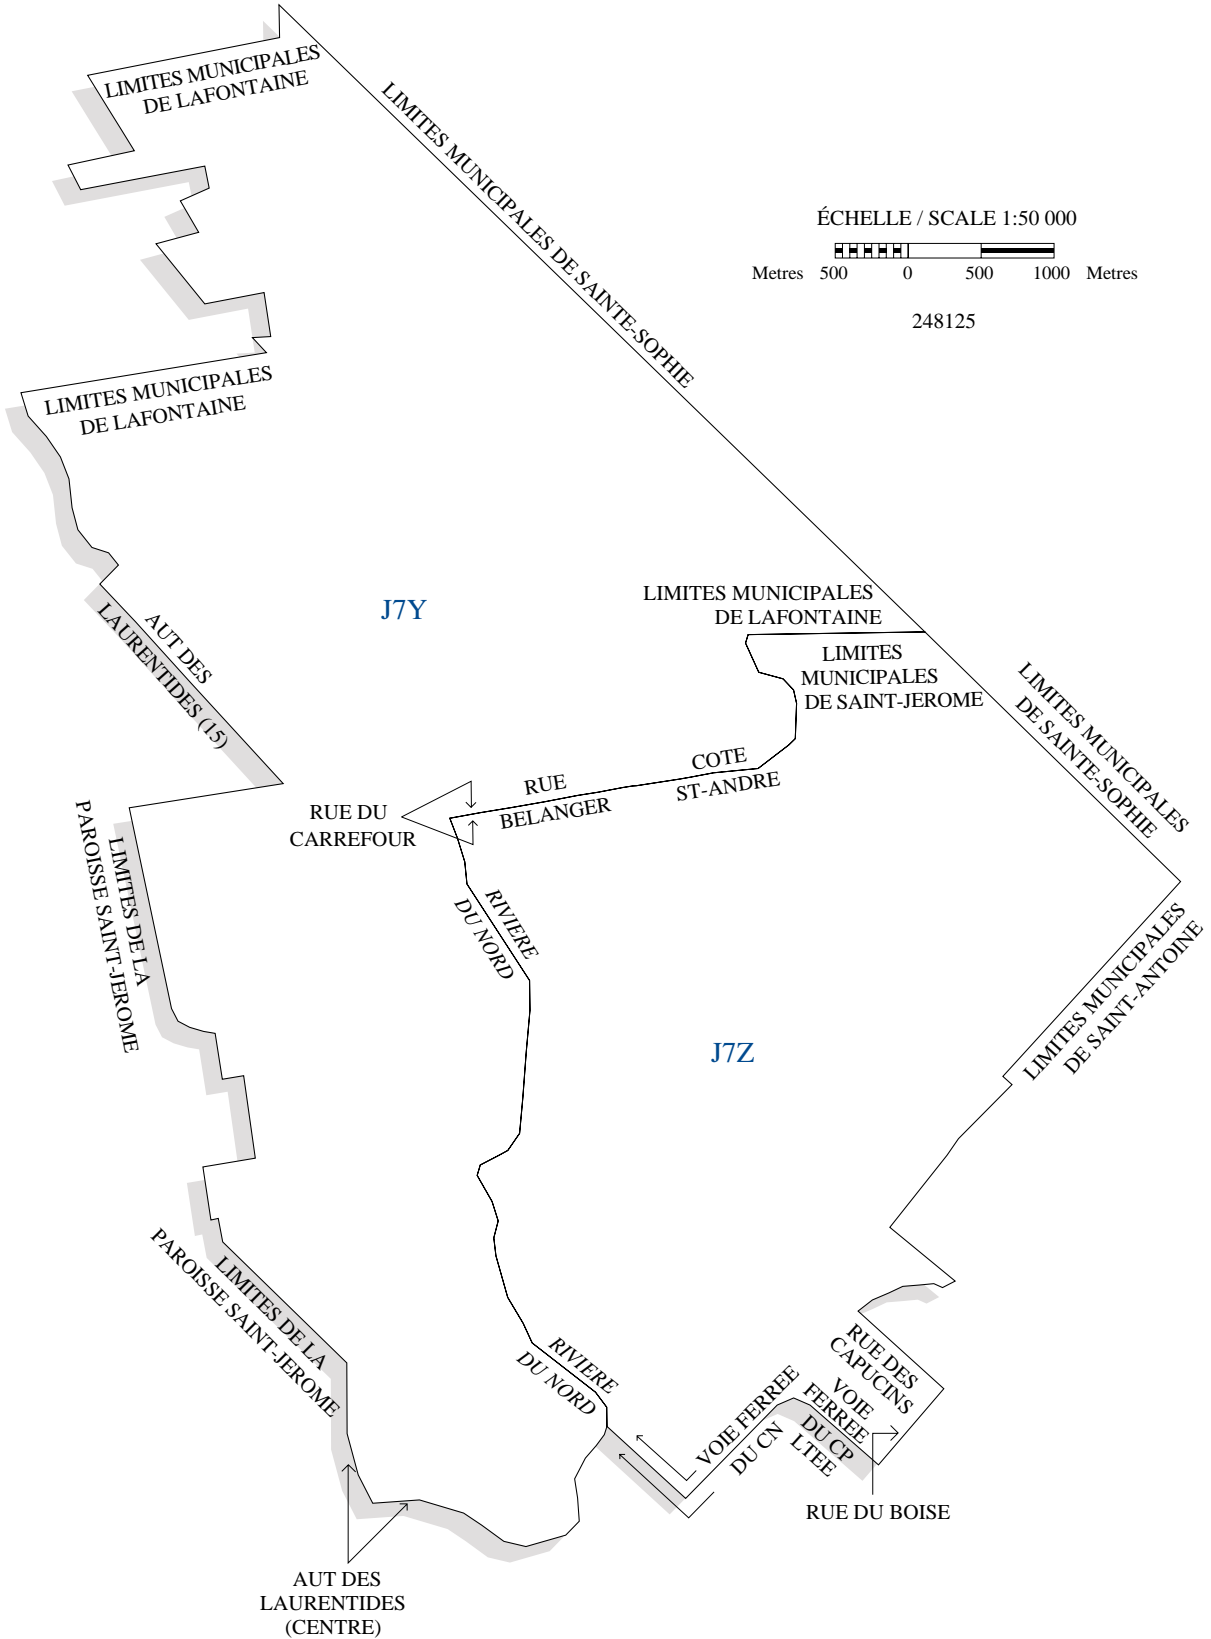 LIMITES MUNICIPALES
DE LAFONTAINE
LIMITES MUNICIPALES DE SAINTE-SOPHIE
ÉCHELLE / SCALE 1:50 000
Metres 500 0 500 1000 Metres
248125
LIMITES MUNICIPALES
DE LAFONTAINE
J7Y
LIMITES MUNICIPALES
DE LAFONTAINE
LIMITES
MUNICIPALES
DE SAINT-JEROME
AUT DES
LAURENTIDES (15)
LIMITES MUNICIPALES
DE SAINTE-SOPHIE
COTE
ST-ANDRE
RUE
BELANGER
RUE DU
CARREFOUR
LIMITES DE LA
PAROISSE SAINT-JEROME
RIVIERE
DU NORD
LIMITES MUNICIPALES
DE SAINT-ANTOINE
J7Z
LIMITES DE LA
PAROISSE SAINT-JEROME
RIVIERE
DU NORD
RUE DES
CAPUCINS
VOIE FERREE
DU CN
VOIE
FERREE
DU CP
LTEE
RUE DU BOISE
AUT DES
LAURENTIDES
(CENTRE)